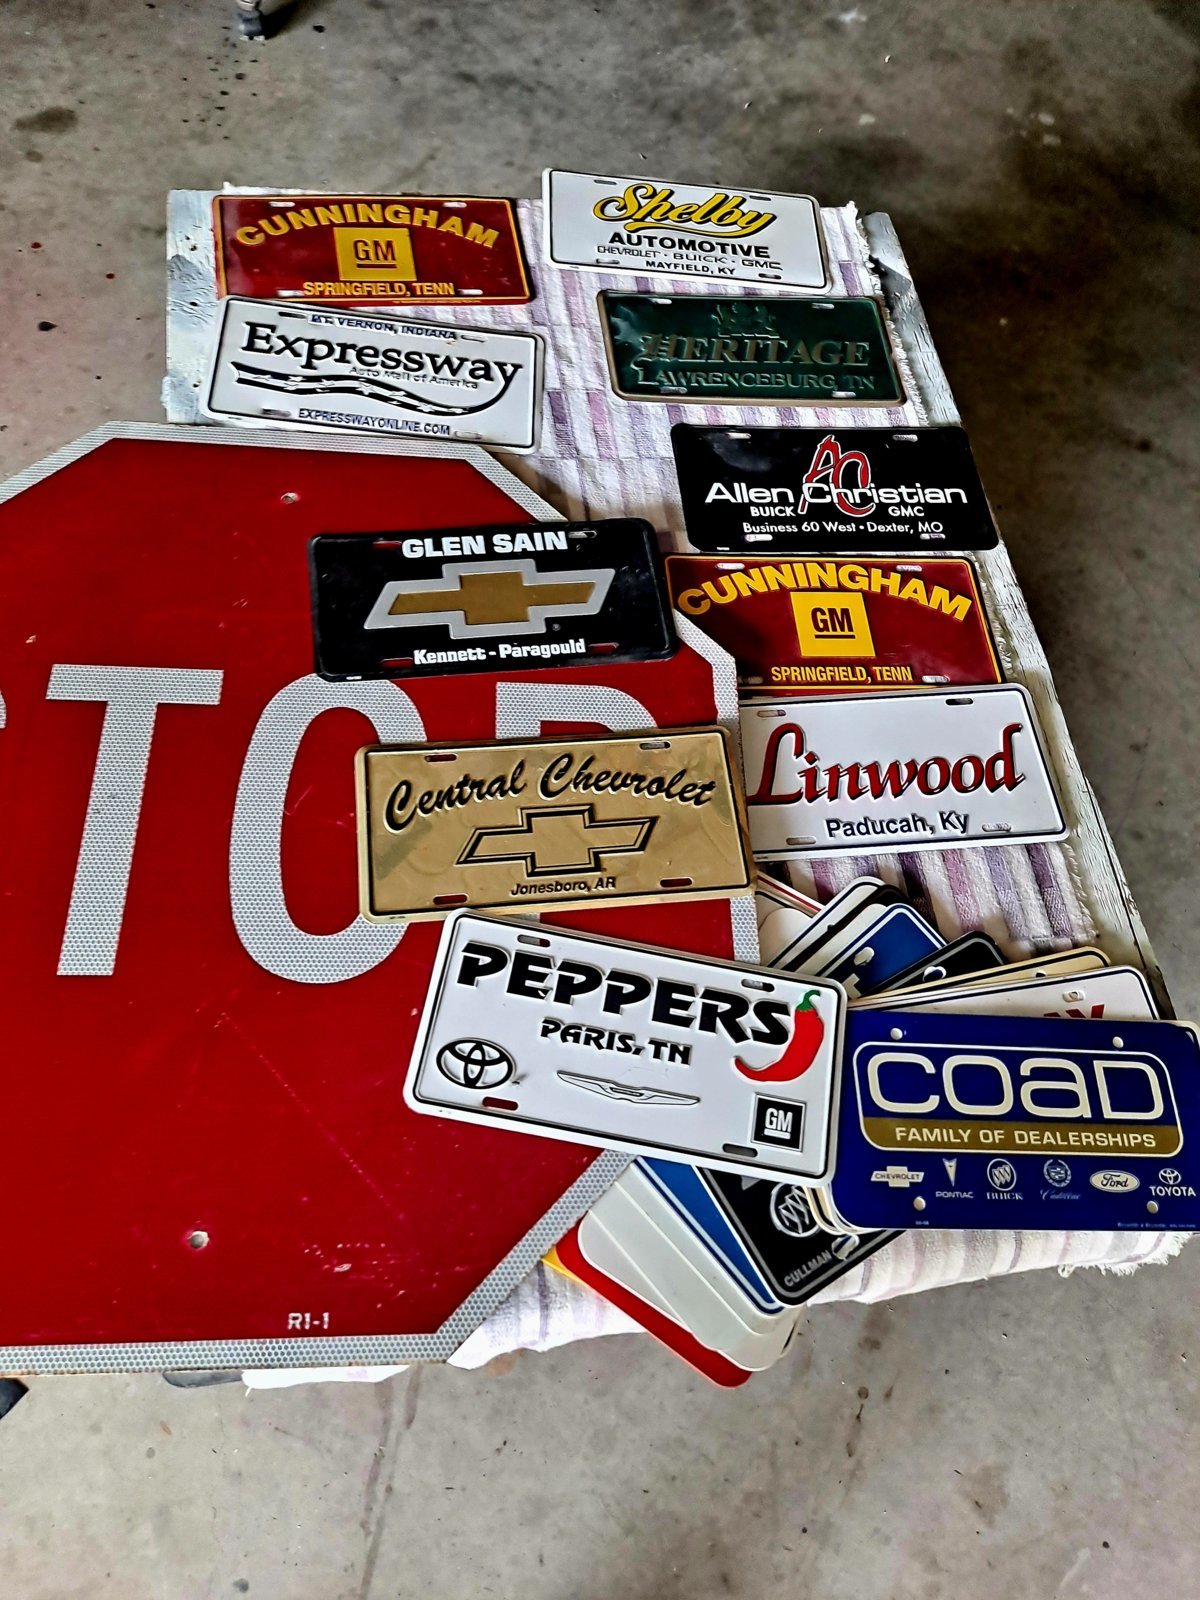 CUNNINGHAM
GM
SPRINGFIELD, TENN
Shelby
AUTOMOTIVE
CHEVROLET · BUICK · GMC
MAYFIELD, KY
MT. VERNON, INDIANA
Expressway
Auto Mall of America
EXPRESSWAYONLINE.COM
HERITAGE
LAWRENCEBURG, TN
AC
Allen Christian
BUICK GMC
Business 60 West • Dexter, MO
GLEN SAIN
Kennett - Paragould
CUNNINGHAM
GM
SPRINGFIELD, TENN
Linwood
Paducah, Ky
Central Chevrolet
Jonesboro, AR
STOP
R1-1
PEPPERS
PARIS, TN
GM
COAD
FAMILY OF DEALERSHIPS
CHEVROLET PONTIAC BUICK Cadillac Ford TOYOTA
CULLMAN